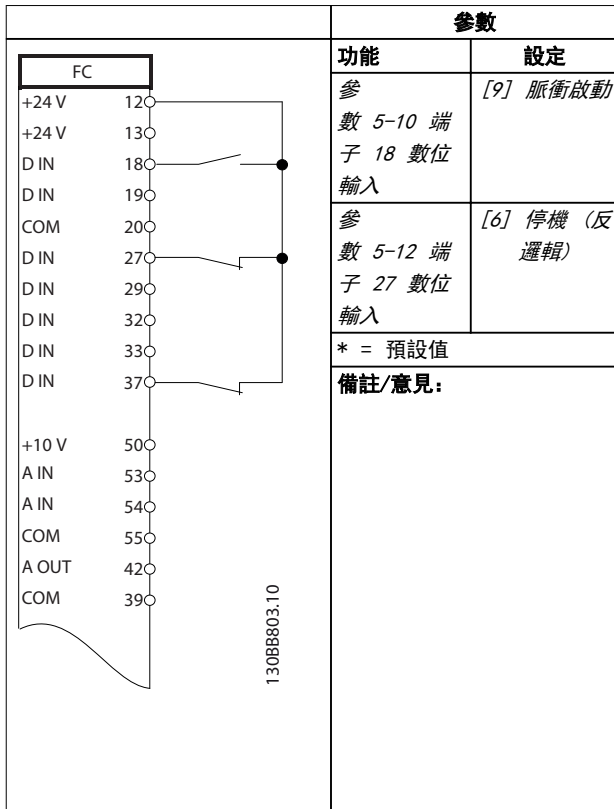 參數
功能 設定
參
數 5-10 端
子 18 數位
輸入
[9] 脈衝啟動
參
數 5-12 端
子 27 數位
輸入
[6] 停機 (反
邏輯)
* = 預設值
備註/意見:
FC
+24 V 12
+24 V 13
D IN 18
D IN 19
COM 20
D IN 27
D IN 29
D IN 32
D IN 33
D IN 37
+10 V 50
A IN 53
A IN 54
COM 55
A OUT 42
COM 39
130BB803.10